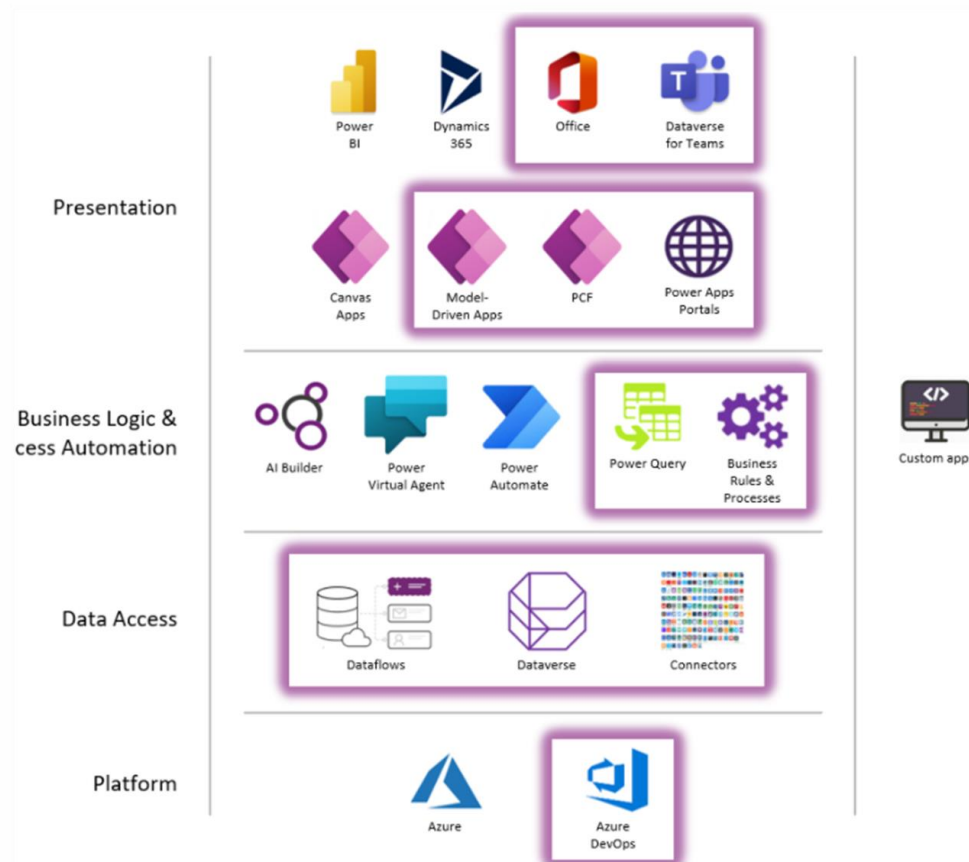 Power
BI
Dynamics
365
Office
Dataverse
for Teams
Presentation
Canvas
Apps
Model-
Driven Apps
PCF
Power Apps
Portals
Business Logic &
cess Automation
AI Builder
Power
Virtual Agent
Power
Automate
Power Query
Business
Rules &
Processes
</>
Custom app
Data Access
Dataflows
Dataverse
Connectors
Platform
Azure
Azure
DevOps